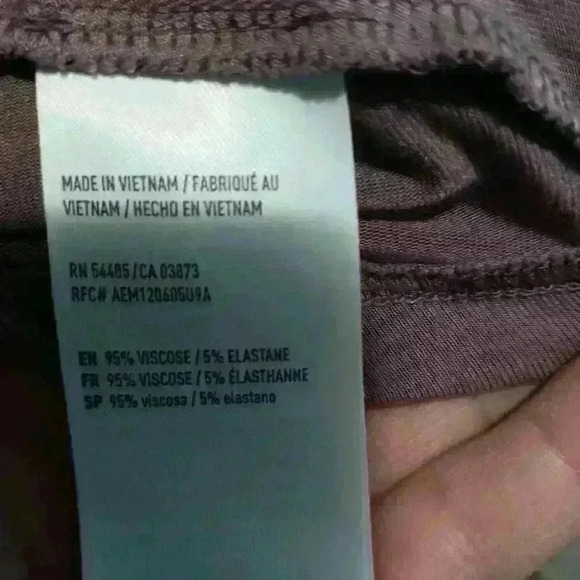 MADE IN VIETNAM / FABRIQUÉ AU
VIETNAM / HECHO EN VIETNAM
RN 54485 / CA 03873
RFC# AEM120605U9A
EN 95% VISCOSE / 5% ELASTANE
FR 95% VISCOSE / 5% ÉLASTHANNE
SP 95% viscosa / 5% elastano